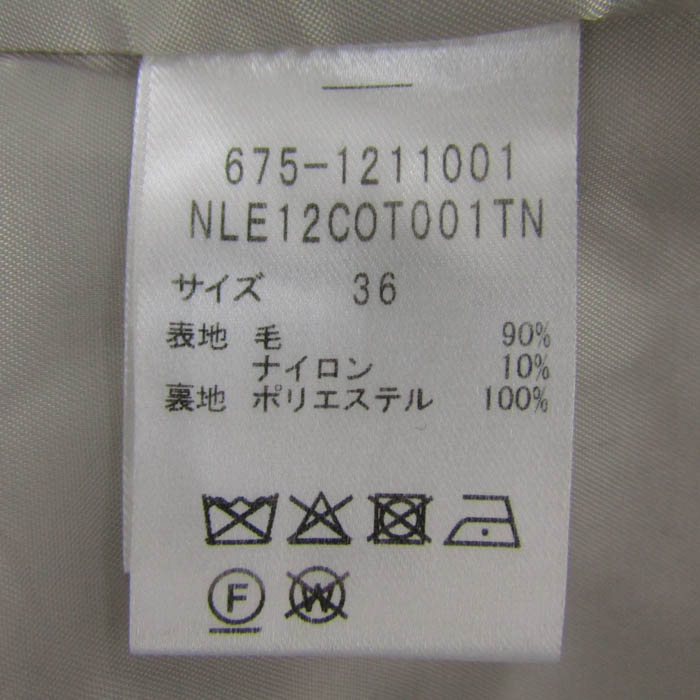 675-1211001
NLE12COT001TN
サイズ 36
表地 毛 90%
ナイロン 10%
裏地 ポリエステル 100%
F W